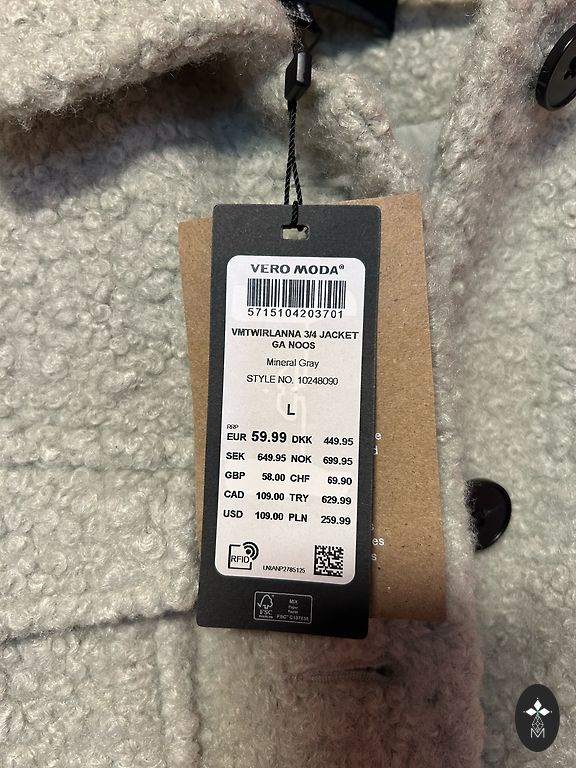 VERO MODA®
5715104203701
VMTWIRLANNA 3/4 JACKET
GA NOOS
Mineral Gray
STYLE NO. 10248090
L
RRP
EUR 59.99 DKK 449.95
SEK 649.95 NOK 699.95
GBP 58.00 CHF 69.90
CAD 109.00 TRY 629.99
USD 109.00 PLN 259.99
RFID
MIX
Paper
FSC
M